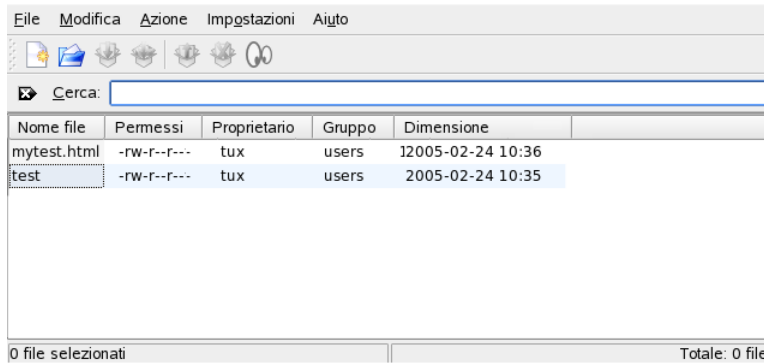 File Modifica Azione Impostazioni Aiuto
Cerca:
Nome file Permessi Proprietario Gruppo Dimensione
mytest.html -rw-r--r-- tux users 12005-02-24 10:36
test -rw-r--r-- tux users 2005-02-24 10:35
0 file selezionati Totale: 0 file